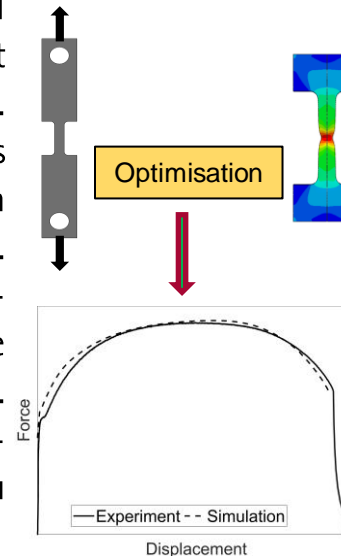 Optimisation
Force
Experiment
Simulation
Displacement